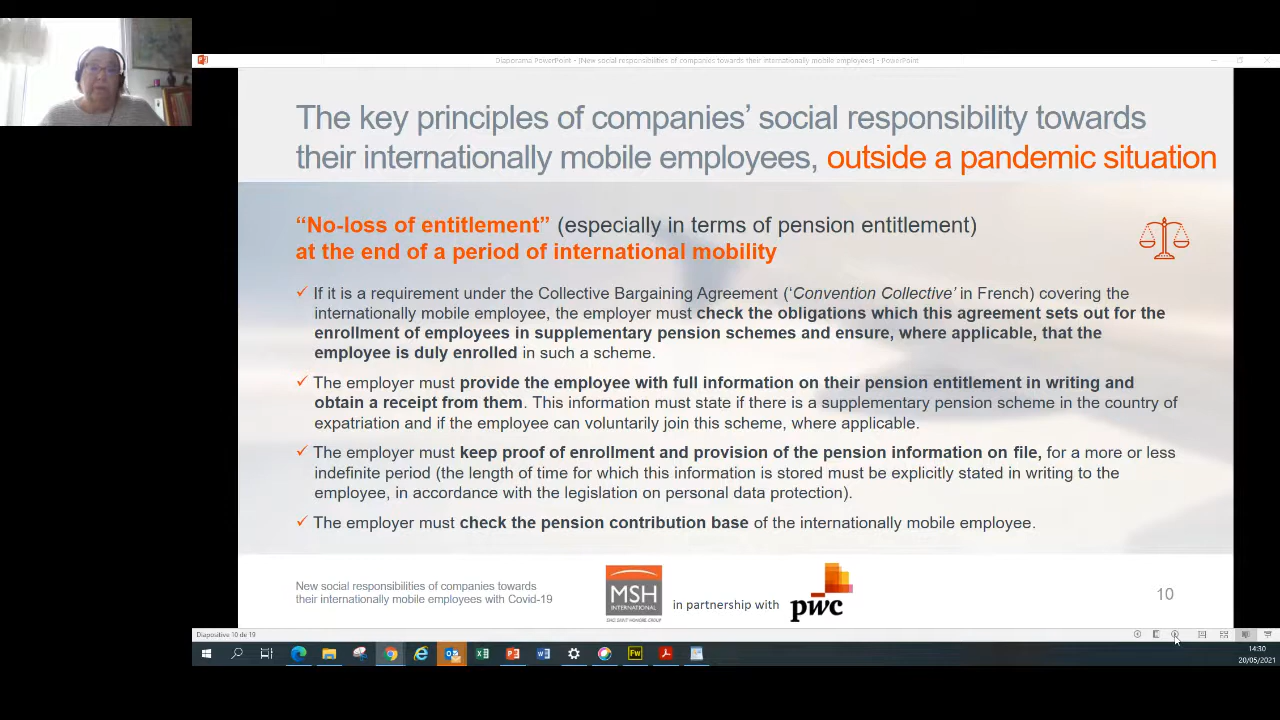 Diaporama PowerPoint - [New social responsibilities of companies towards their internationally mobile employees] - PowerPoint
The key principles of companies' social responsibility towards
their internationally mobile employees, outside a pandemic situation
“No-loss of entitlement” (especially in terms of pension entitlement)
at the end of a period of international mobility
If it is a requirement under the Collective Bargaining Agreement (‘Convention Collective’ in French) covering the
internationally mobile employee, the employer must check the obligations which this agreement sets out for the
enrollment of employees in supplementary pension schemes and ensure, where applicable, that the
employee is duly enrolled in such a scheme.
The employer must provide the employee with full information on their pension entitlement in writing and
obtain a receipt from them. This information must state if there is a supplementary pension scheme in the country of
expatriation and if the employee can voluntarily join this scheme, where applicable.
The employer must keep proof of enrollment and provision of the pension information on file, for a more or less
indefinite period (the length of time for which this information is stored must be explicitly stated in writing to the
employee, in accordance with the legislation on personal data protection).
The employer must check the pension contribution base of the internationally mobile employee.
New social responsibilities of companies towards
their internationally mobile employees with Covid-19
MSH
INTERNATIONAL
in partnership with
pwc
10
Diapositive 10 de 19
Fw
14:30
20/05/2021